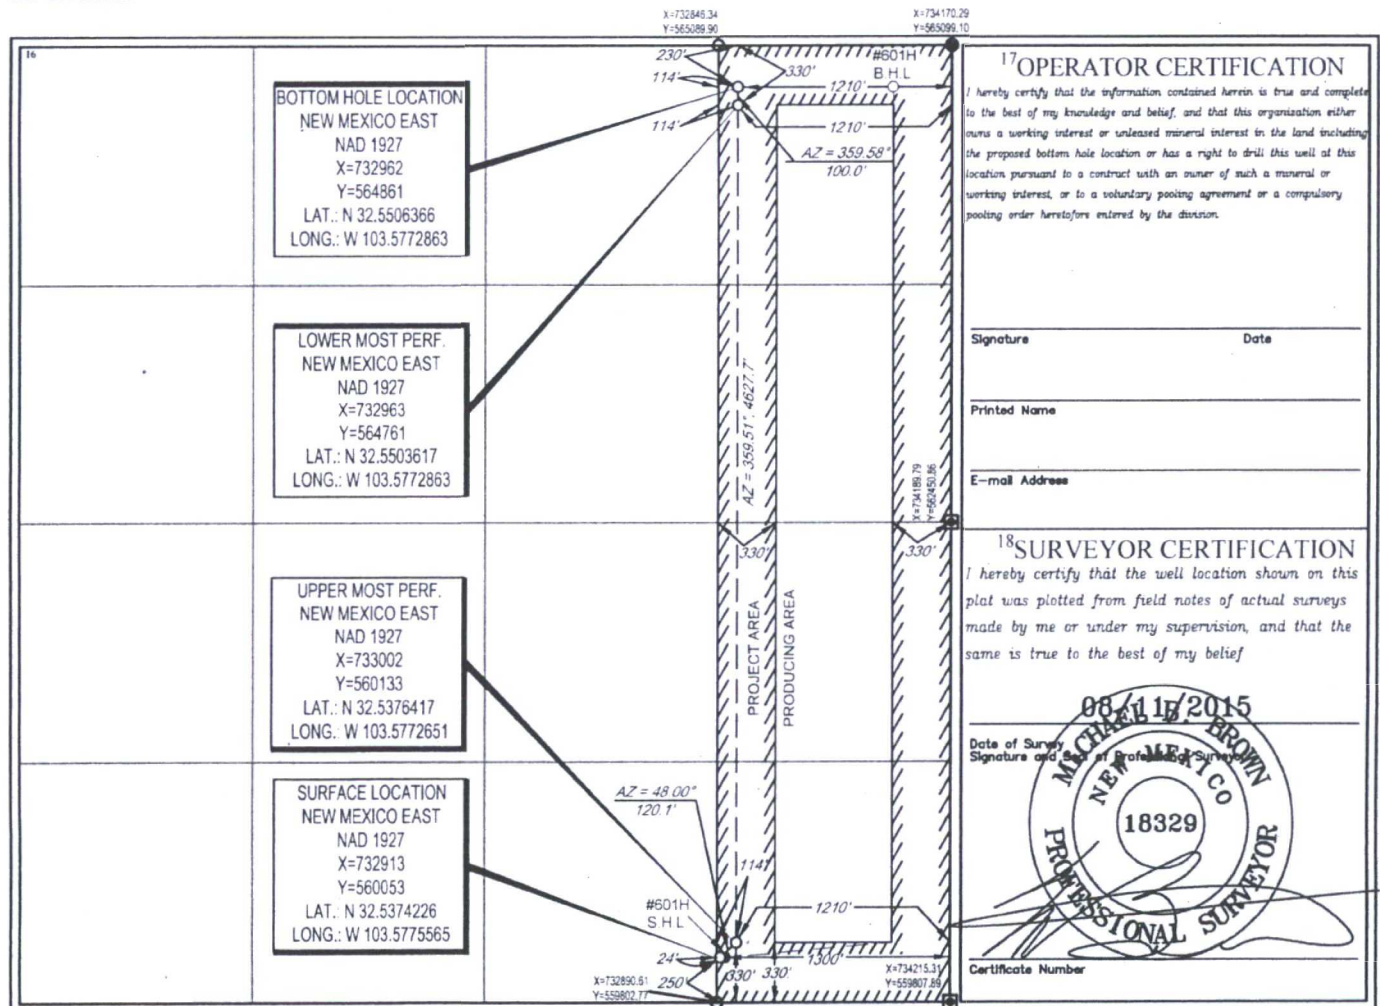 X=732846.34
Y=565089.90
X=734170.29
Y=565099.10
16
BOTTOM HOLE LOCATION
NEW MEXICO EAST
NAD 1927
X=732962
Y=564861
LAT.: N 32.5506366
LONG.: W 103.5772863
LOWER MOST PERF.
NEW MEXICO EAST
NAD 1927
X=732963
Y=564761
LAT.: N 32.5503617
LONG.: W 103.5772863
UPPER MOST PERF.
NEW MEXICO EAST
NAD 1927
X=733002
Y=560133
LAT.: N 32.5376417
LONG.: W 103.5772651
SURFACE LOCATION
NEW MEXICO EAST
NAD 1927
X=732913
Y=560053
LAT.: N 32.5374226
LONG.: W 103.5775565
230'
114'
330'
#601H
B.H.L
1210'
114'
1210'
AZ = 359.58°
100.0'
AZ = 359.51°, 4627.7'
X=734189.79
Y=562450.86
330'
330'
PROJECT AREA
PRODUCING AREA
AZ = 48.00°
120.1'
114'
#601H
S.H.L
1210'
24'
1300'
330'
330'
250'
X=732890.61
Y=559802.77
X=734215.31
Y=559807.89
17 OPERATOR CERTIFICATION
I hereby certify that the information contained herein is true and complete
to the best of my knowledge and belief, and that this organization either
owns a working interest or unleased mineral interest in the land including
the proposed bottom hole location or has a right to drill this well at this
location pursuant to a contract with an owner of such a mineral or
working interest, or to a voluntary pooling agreement or a compulsory
pooling order heretofore entered by the division.
Signature Date
Printed Name
E-mail Address
18 SURVEYOR CERTIFICATION
I hereby certify that the well location shown on this
plat was plotted from field notes of actual surveys
made by me or under my supervision, and that the
same is true to the best of my belief
08/11/2015
Date of Survey
Signature and Seal of Professional Surveyor
MICHAEL B. BROWN
NEW MEXICO
18329
PROFESSIONAL SURVEYOR
Certificate Number